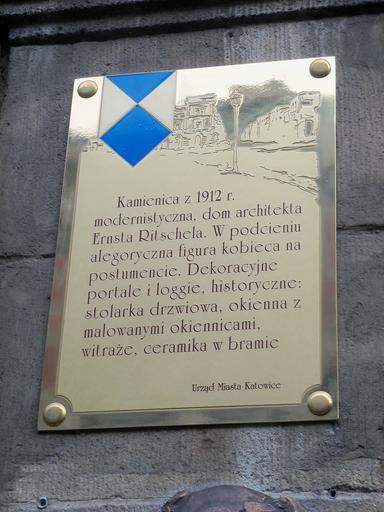 Kamienica z 1912 r.
modernistyczna, dom architekta
Ernsta Ritschela. W podcieniu
alegoryczna figura kobieca na
postumencie. Dekoracyjne
portale i loggie, historyczne:
stolarka drzwiowa, okienna z
malowanymi okiennicami,
witraże, ceramika w bramie
Urząd Miasta Katowice